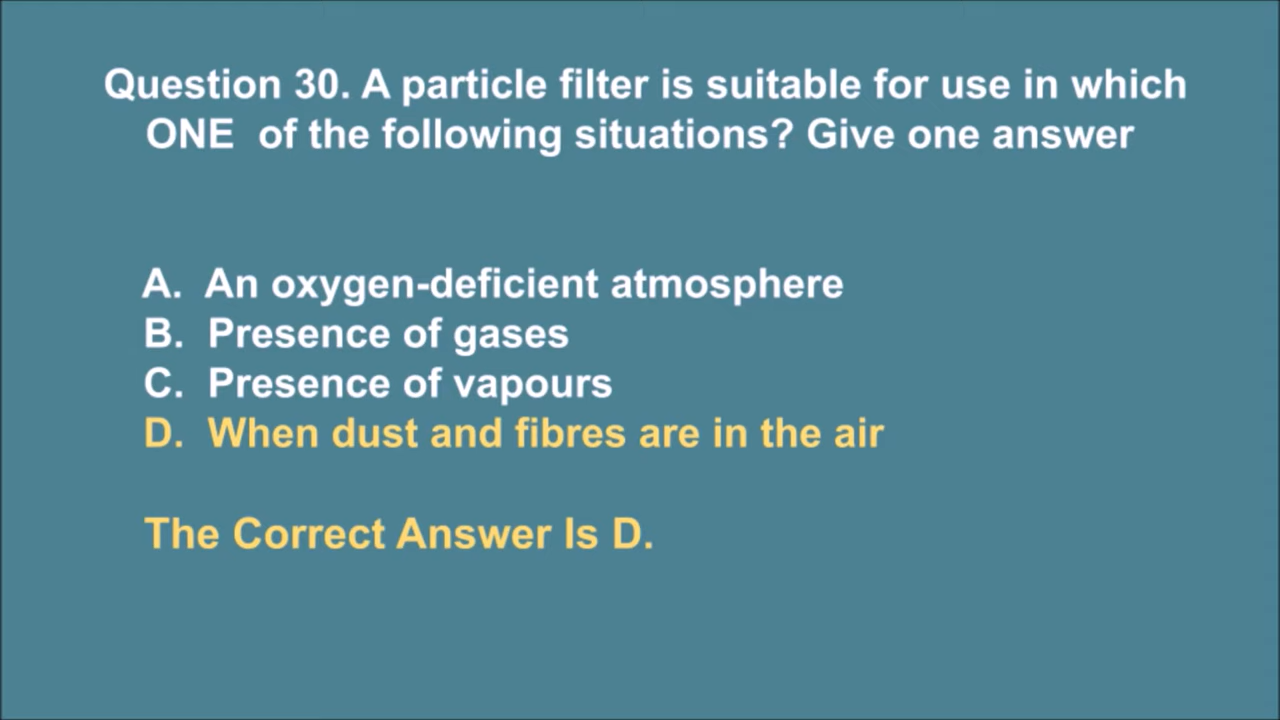 Question 30. A particle filter is suitable for use in which
ONE of the following situations? Give one answer
A. An oxygen-deficient atmosphere
B. Presence of gases
C. Presence of vapours
D. When dust and fibres are in the air
The Correct Answer Is D.